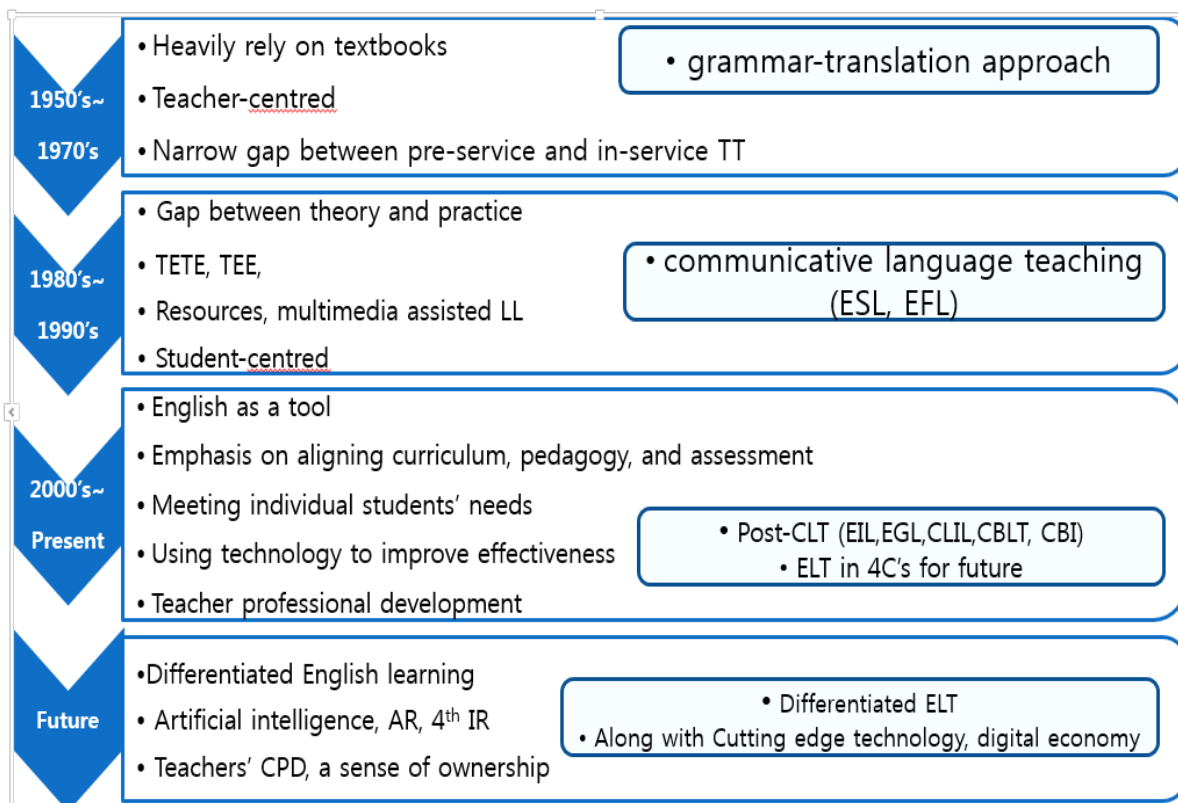 1950's~
1970's
• Heavily rely on textbooks
• Teacher-centred
• Narrow gap between pre-service and in-service TT
• grammar-translation approach
1980's~
1990's
• Gap between theory and practice
• TETE, TEE,
• Resources, multimedia assisted LL
• Student-centred
• communicative language teaching
(ESL, EFL)
2000's~
Present
• English as a tool
• Emphasis on aligning curriculum, pedagogy, and assessment
• Meeting individual students' needs
• Using technology to improve effectiveness
• Teacher professional development
• Post-CLT (EIL,EGL,CLIL,CBLT, CBI)
• ELT in 4C's for future
Future
•Differentiated English learning
• Artificial intelligence, AR, 4th IR
• Teachers' CPD, a sense of ownership
• Differentiated ELT
• Along with Cutting edge technology, digital economy